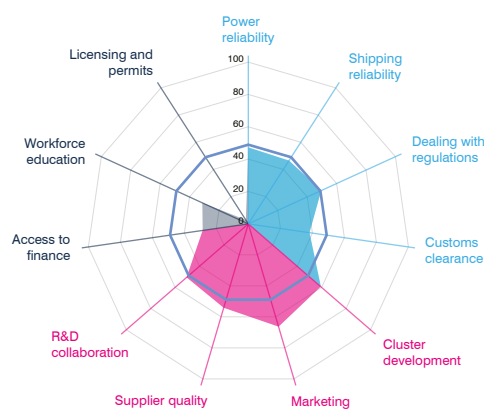 Power
reliability
Licensing and
permits
Shipping
reliability
100
80
60
40
20
0
Workforce
education
Dealing with
regulations
Access to
finance
Customs
clearance
R&D
collaboration
Cluster
development
Supplier quality
Marketing